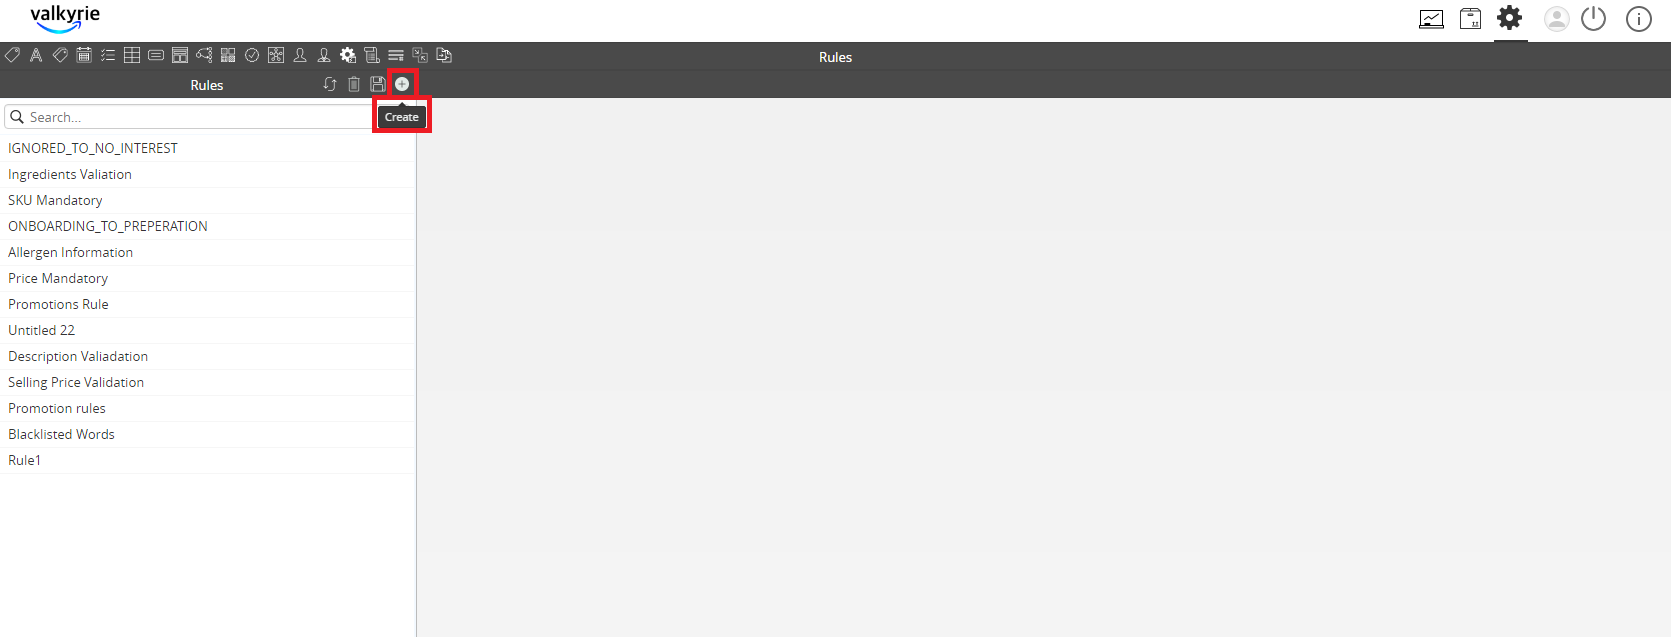 valkyrie
Rules
Rules
Create
Search...
IGNORED_TO_NO_INTEREST
Ingredients Valiation
SKU Mandatory
ONBOARDING_TO_PREPERATION
Allergen Information
Price Mandatory
Promotions Rule
Untitled 22
Description Valiadation
Selling Price Validation
Promotion rules
Blacklisted Words
Rule1